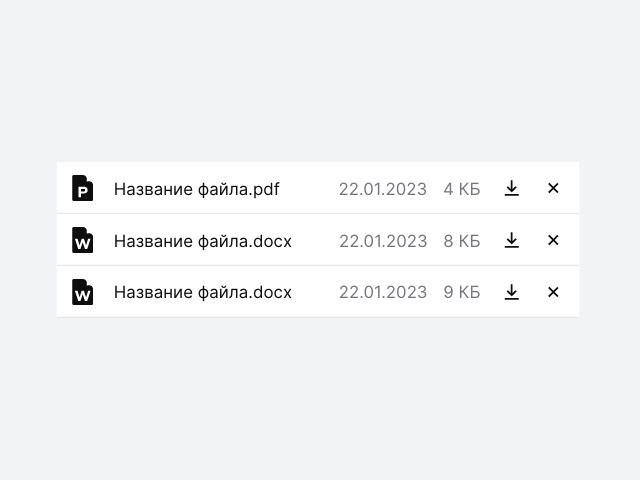 P Название файла.pdf 22.01.2023 4 КБ
W Название файла.docx 22.01.2023 8 КБ
W Название файла.docx 22.01.2023 9 КБ